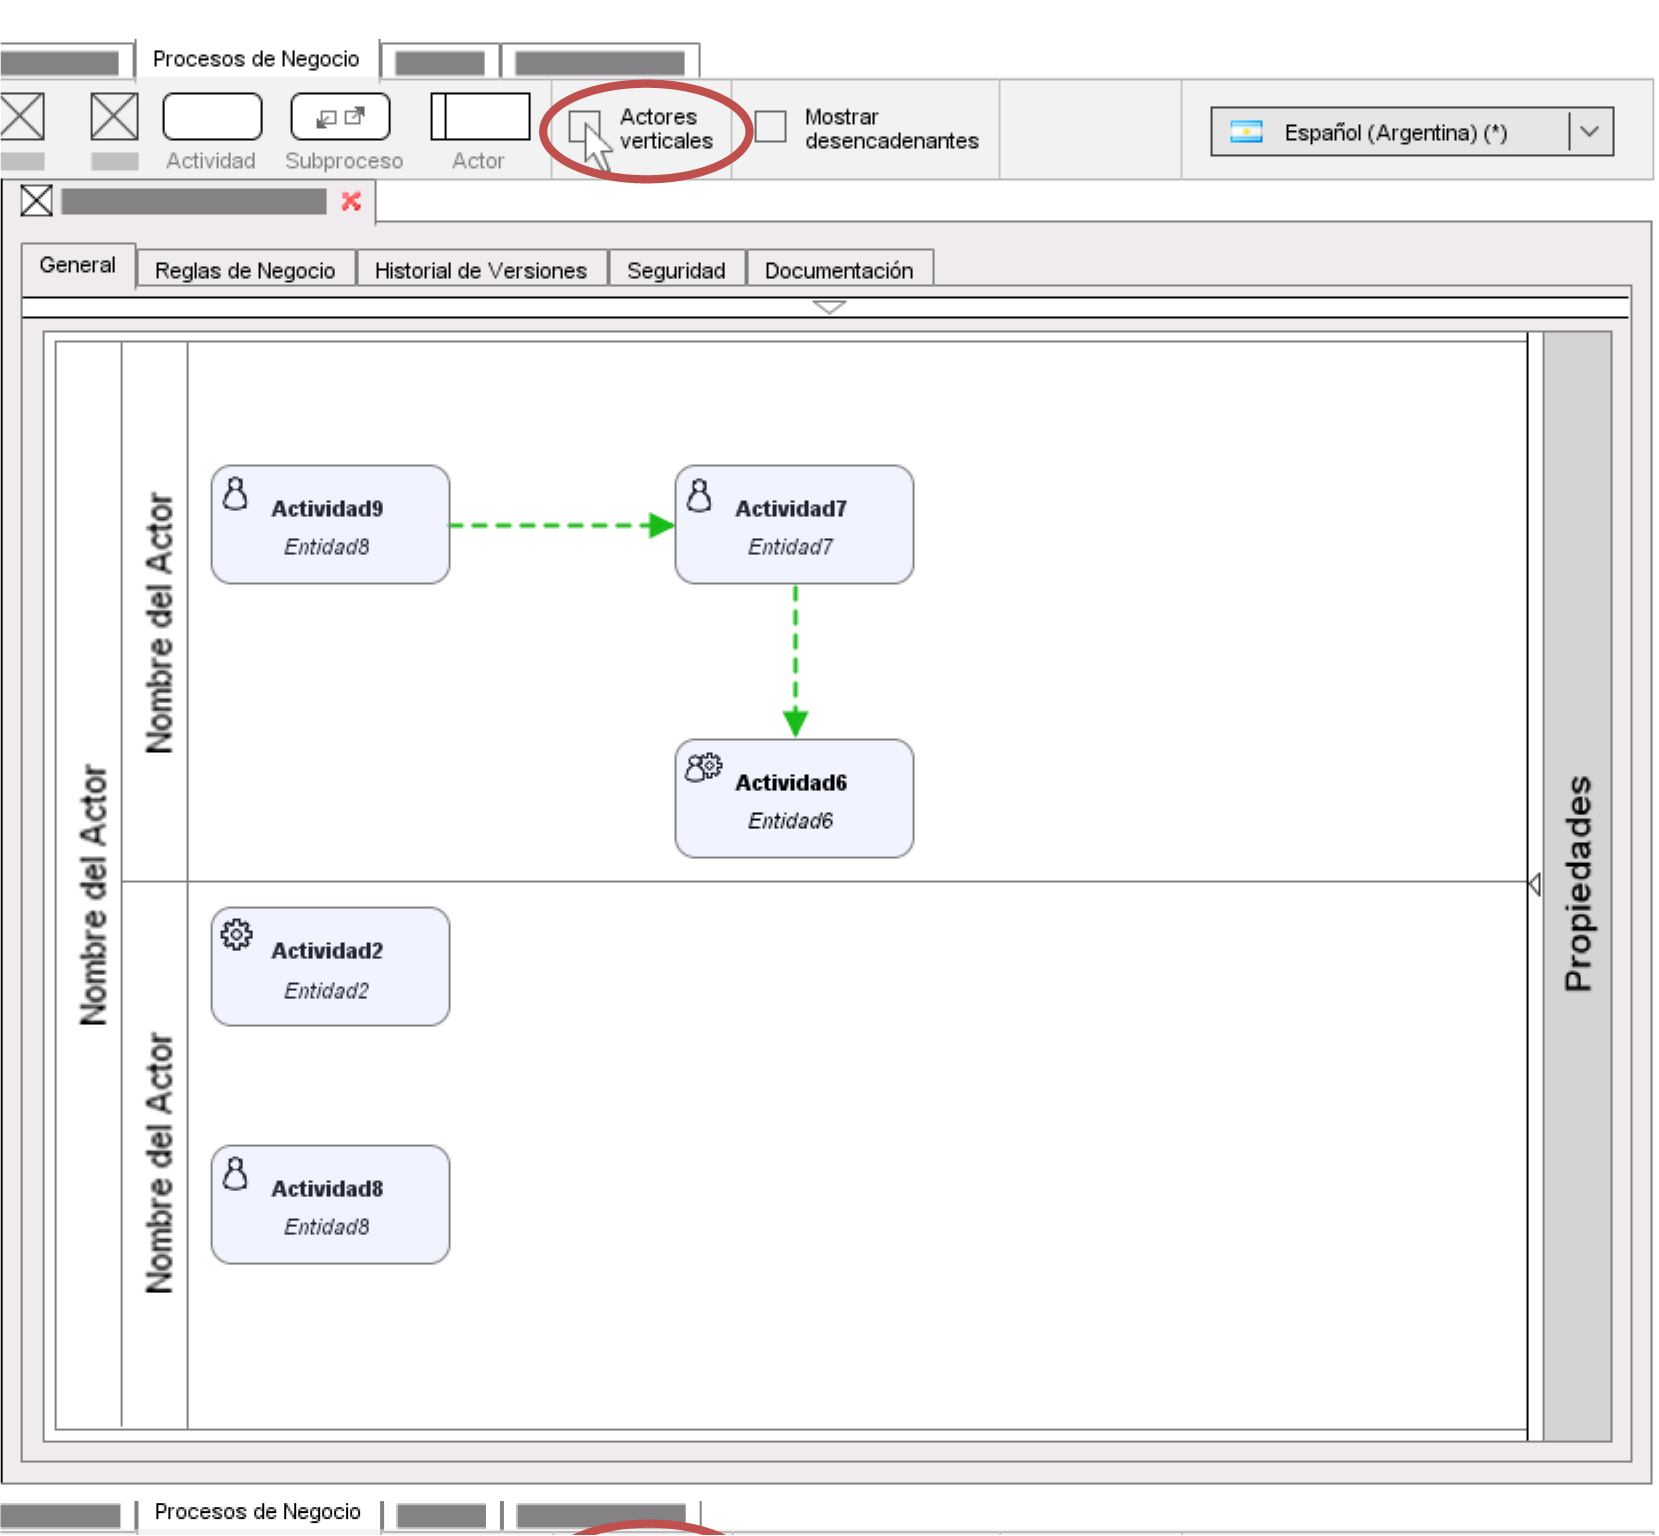 Procesos de Negocio
Actividad
Subproceso
Actor
Actores
verticales
Mostrar
desencadenantes
Español (Argentina) (*)
General
Reglas de Negocio
Historial de Versiones
Seguridad
Documentación
Nombre del Actor
Nombre del Actor
Actividad9
Entidad8
Actividad7
Entidad7
Actividad6
Entidad6
Nombre del Actor
Actividad2
Entidad2
Actividad8
Entidad8
Propiedades
Procesos de Negocio